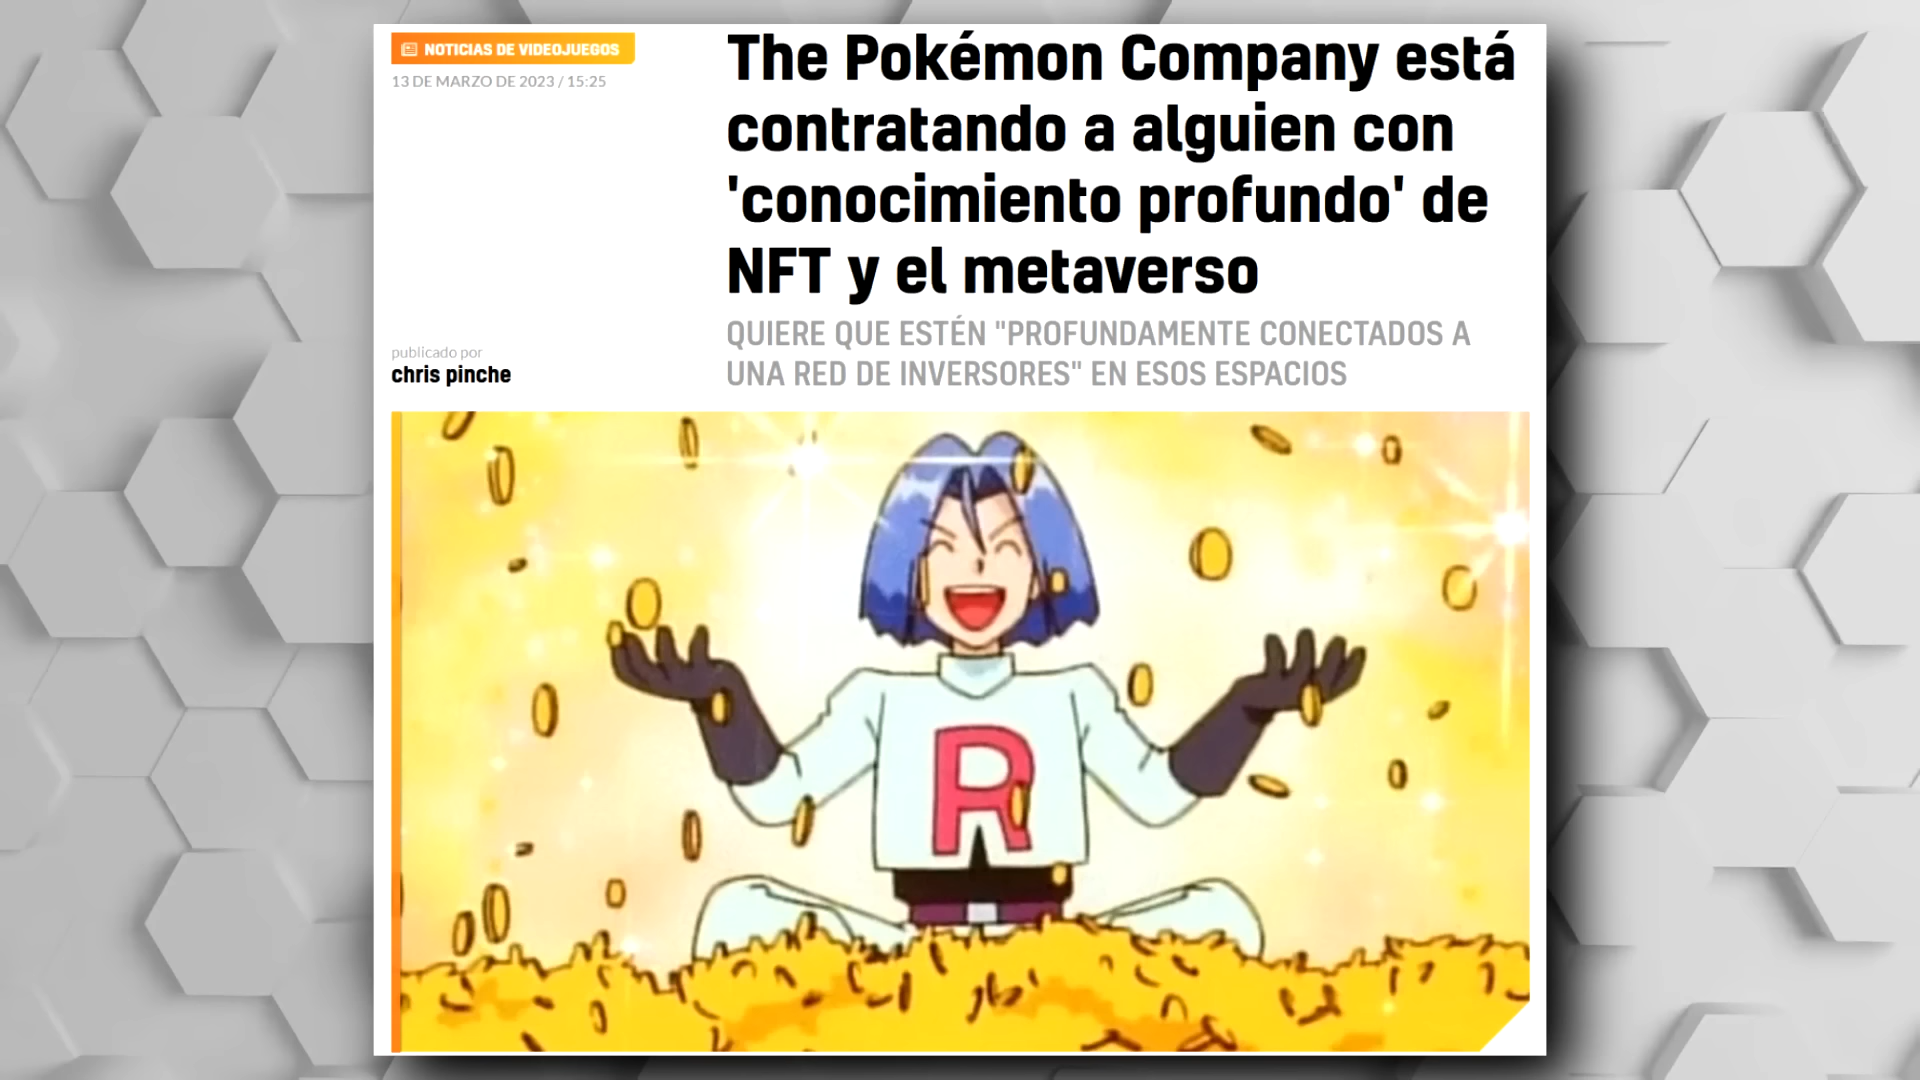 NOTICIAS DE VIDEOJUEGOS
13 DE MARZO DE 2023 / 15:25
The Pokémon Company está
contratando a alguien con
'conocimiento profundo' de
NFT y el metaverso
QUIERE QUE ESTÉN "PROFUNDAMENTE CONECTADOS A
UNA RED DE INVERSORES" EN ESOS ESPACIOS
publicado por
chris pinche
R